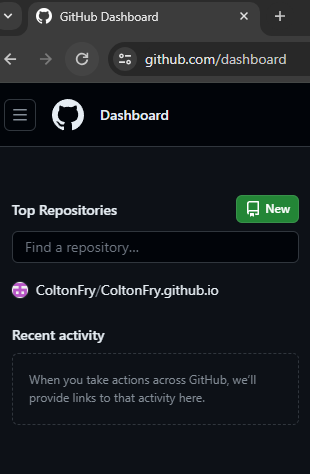 GitHub Dashboard
github.com/dashboard
Dashboard
Top Repositories
New
Find a repository...
ColtonFry/ColtonFry.github.io
Recent activity
When you take actions across GitHub, we'll
provide links to that activity here.